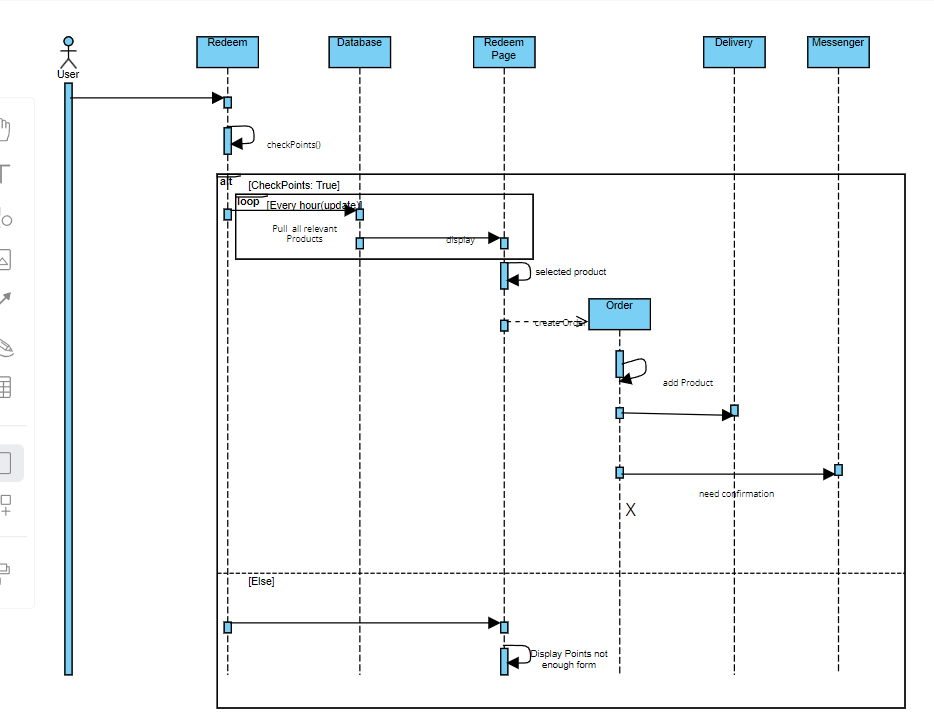 User
Redeem
Database
Redeem
Page
Delivery
Messenger
checkPoints()
alt
[CheckPoints: True]
loop
[Every hour(update)]
Pull all relevant
Products
display
selected product
Order
create Order
add Product
need confirmation
X
[Else]
Display Points not
enough form